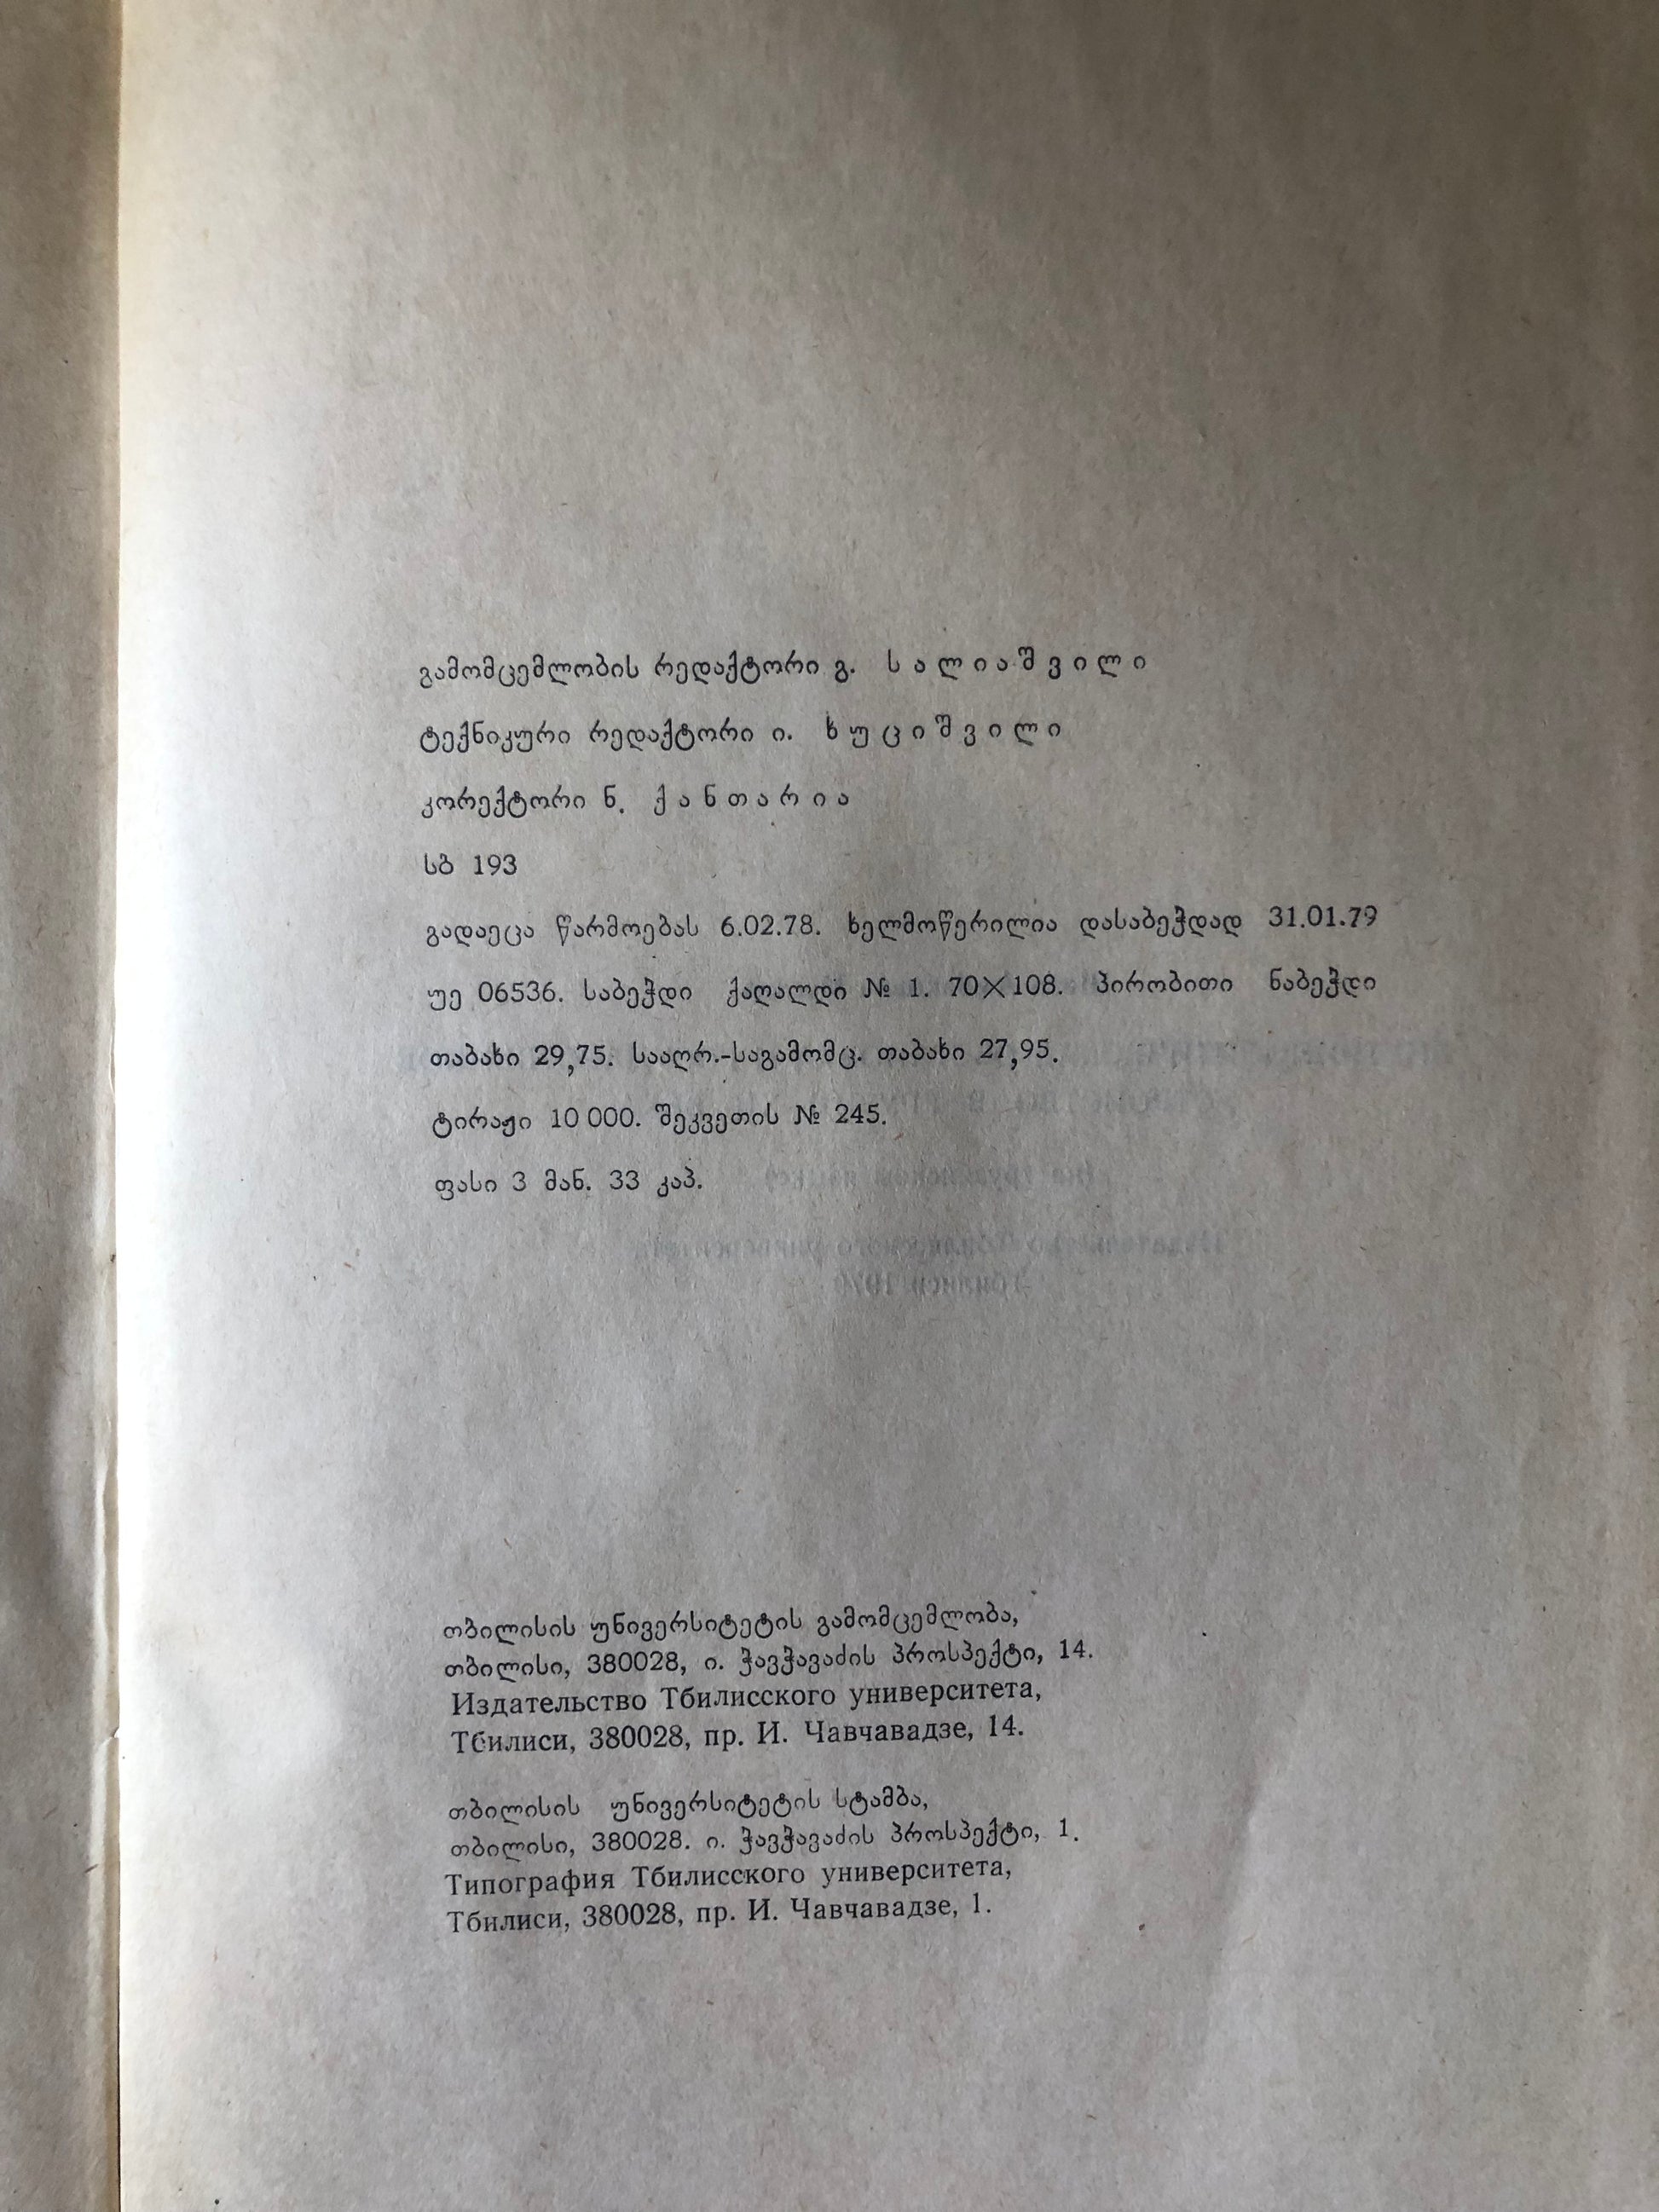 გამომცემლობის რედაქტორი გ. სალიაშვილი
ტექნიკური რედაქტორი ი. ხუციშვილი
კორექტორი ნ. ქანთარია
სბ 193
გადაეცა წარმოებას 6.02.78. ხელმოწერილია დასაბეჭდად 31.01.79
უე 06536. საბეჭდი ქაღალდი № 1. 70×108. პირობითი ნაბეჭდი
თაბახი 29,75. სააღრ.-საგამომც. თაბახი 27,95.
ტირაჟი 10 000. შეკვეთის № 245.
ფასი 3 მან. 33 კაპ.
თბილისის უნივერსიტეტის გამომცემლობა,
თბილისი, 380028, ი. ჭავჭავაძის პროსპექტი, 14.
Издательство Тбилисского университета,
Тбилиси, 380028, пр. И. Чавчавадзе, 14.
თბილისის უნივერსიტეტის სტამბა,
თბილისი, 380028. ი. ჭავჭავაძის პროსპექტი, 1.
Типография Тбилисского университета,
Тбилиси, 380028, пр. И. Чавчавадзе, 1.